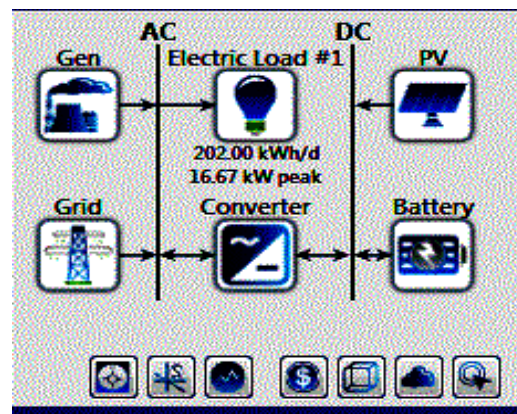 AC DC
Gen Electric Load #1 PV
202.00 kWh/d
16.67 kW peak
Grid Converter Battery
S
$